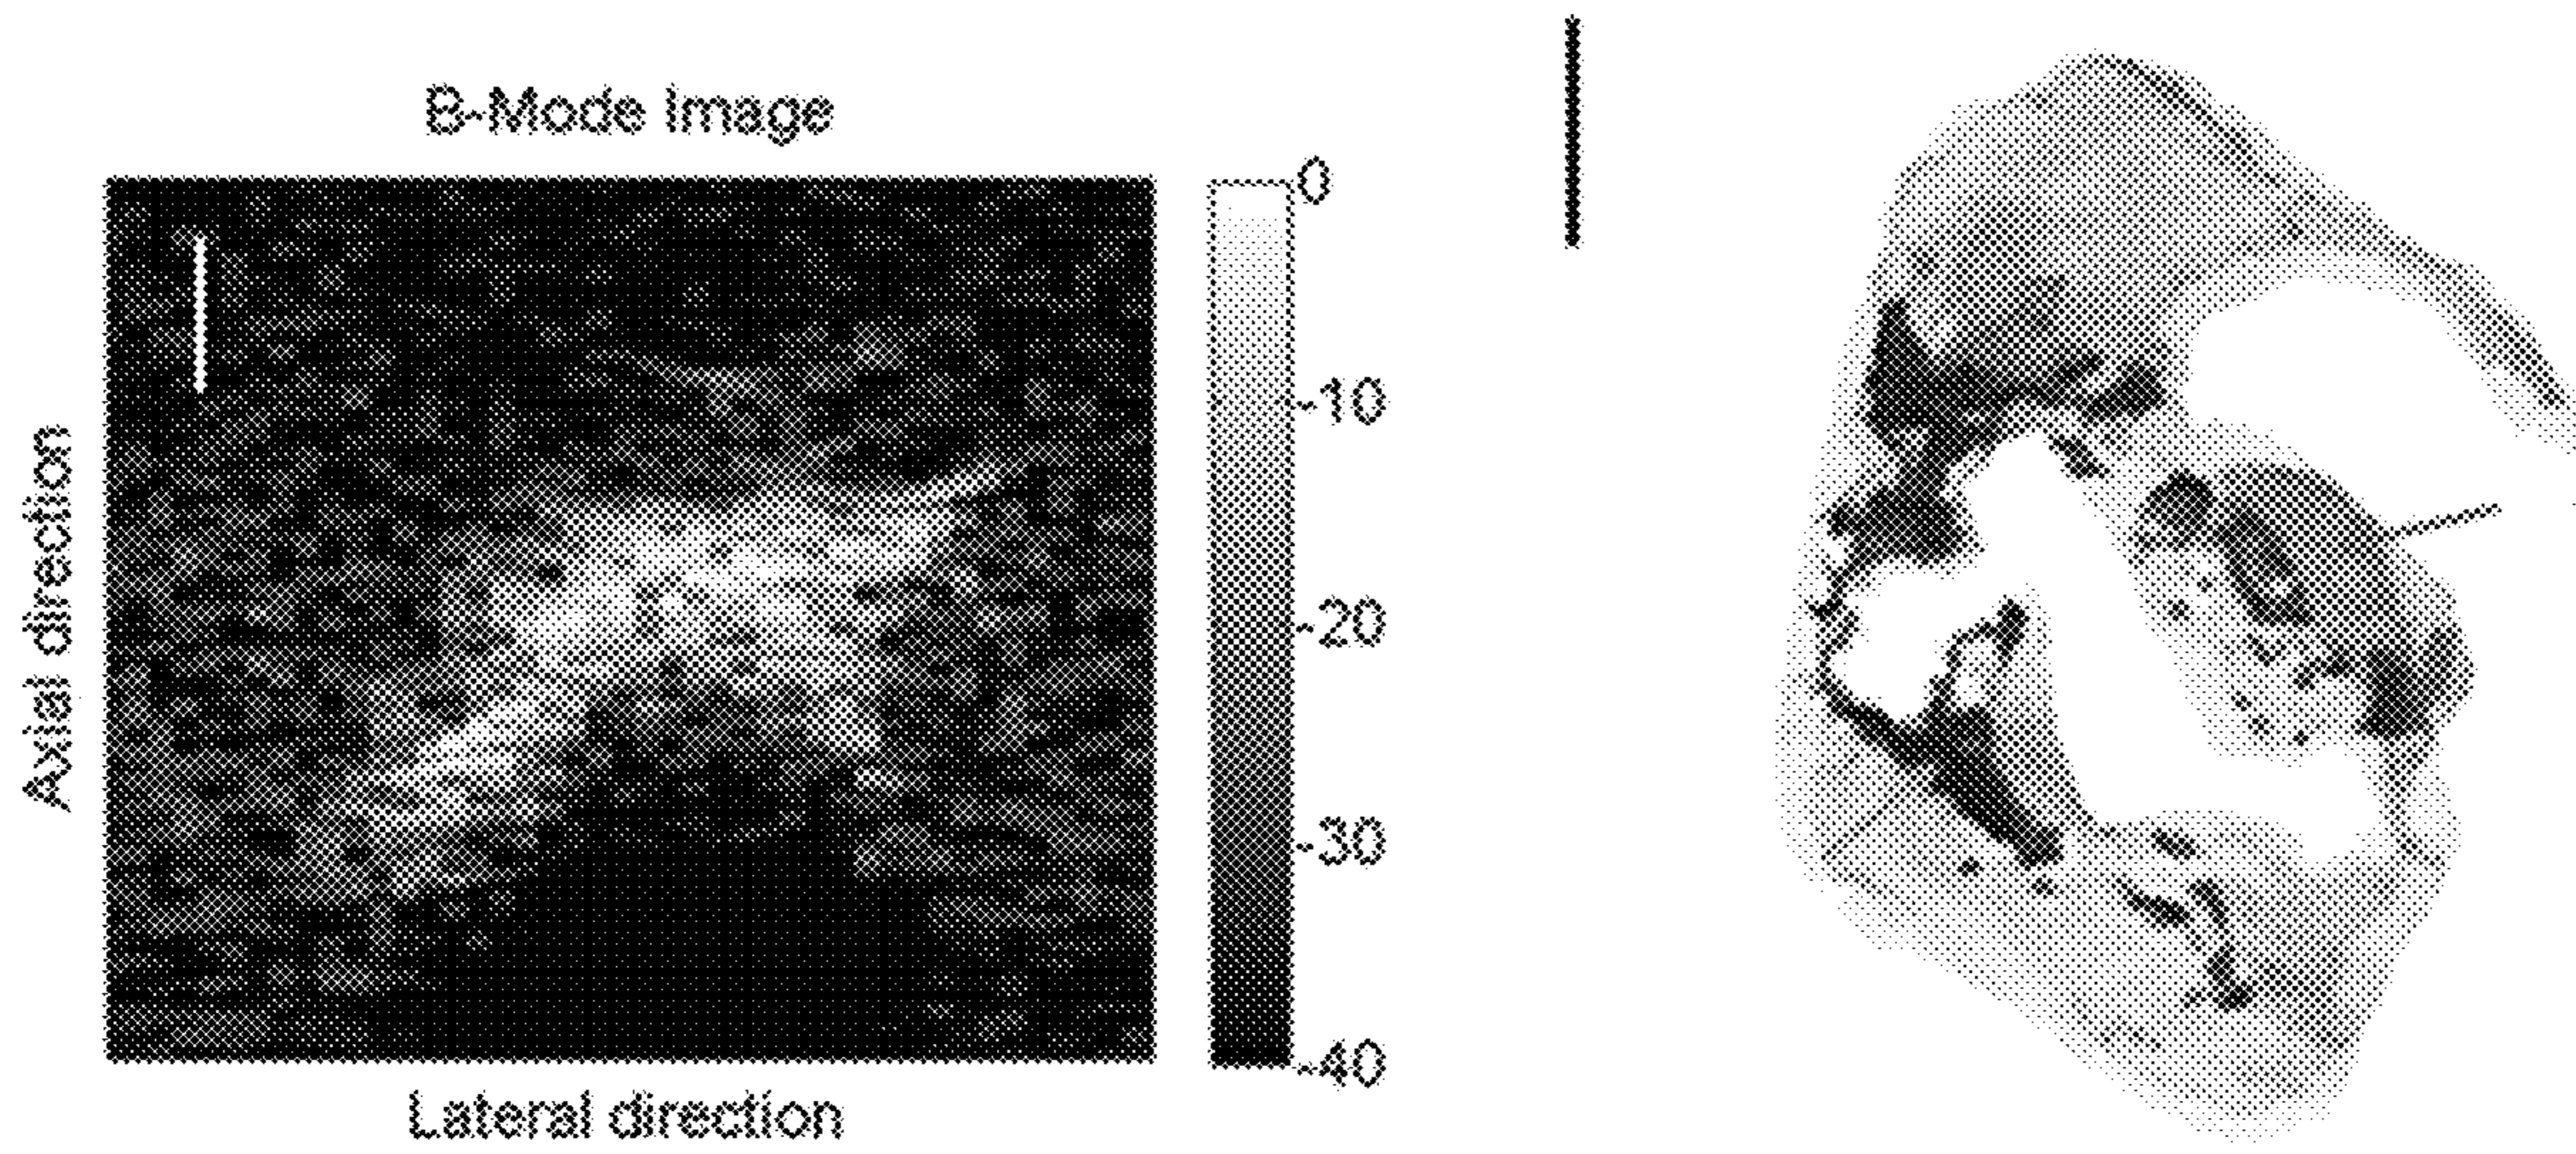 B-Mode Image
Axial direction
0
-10
-20
-30
-40
Lateral direction